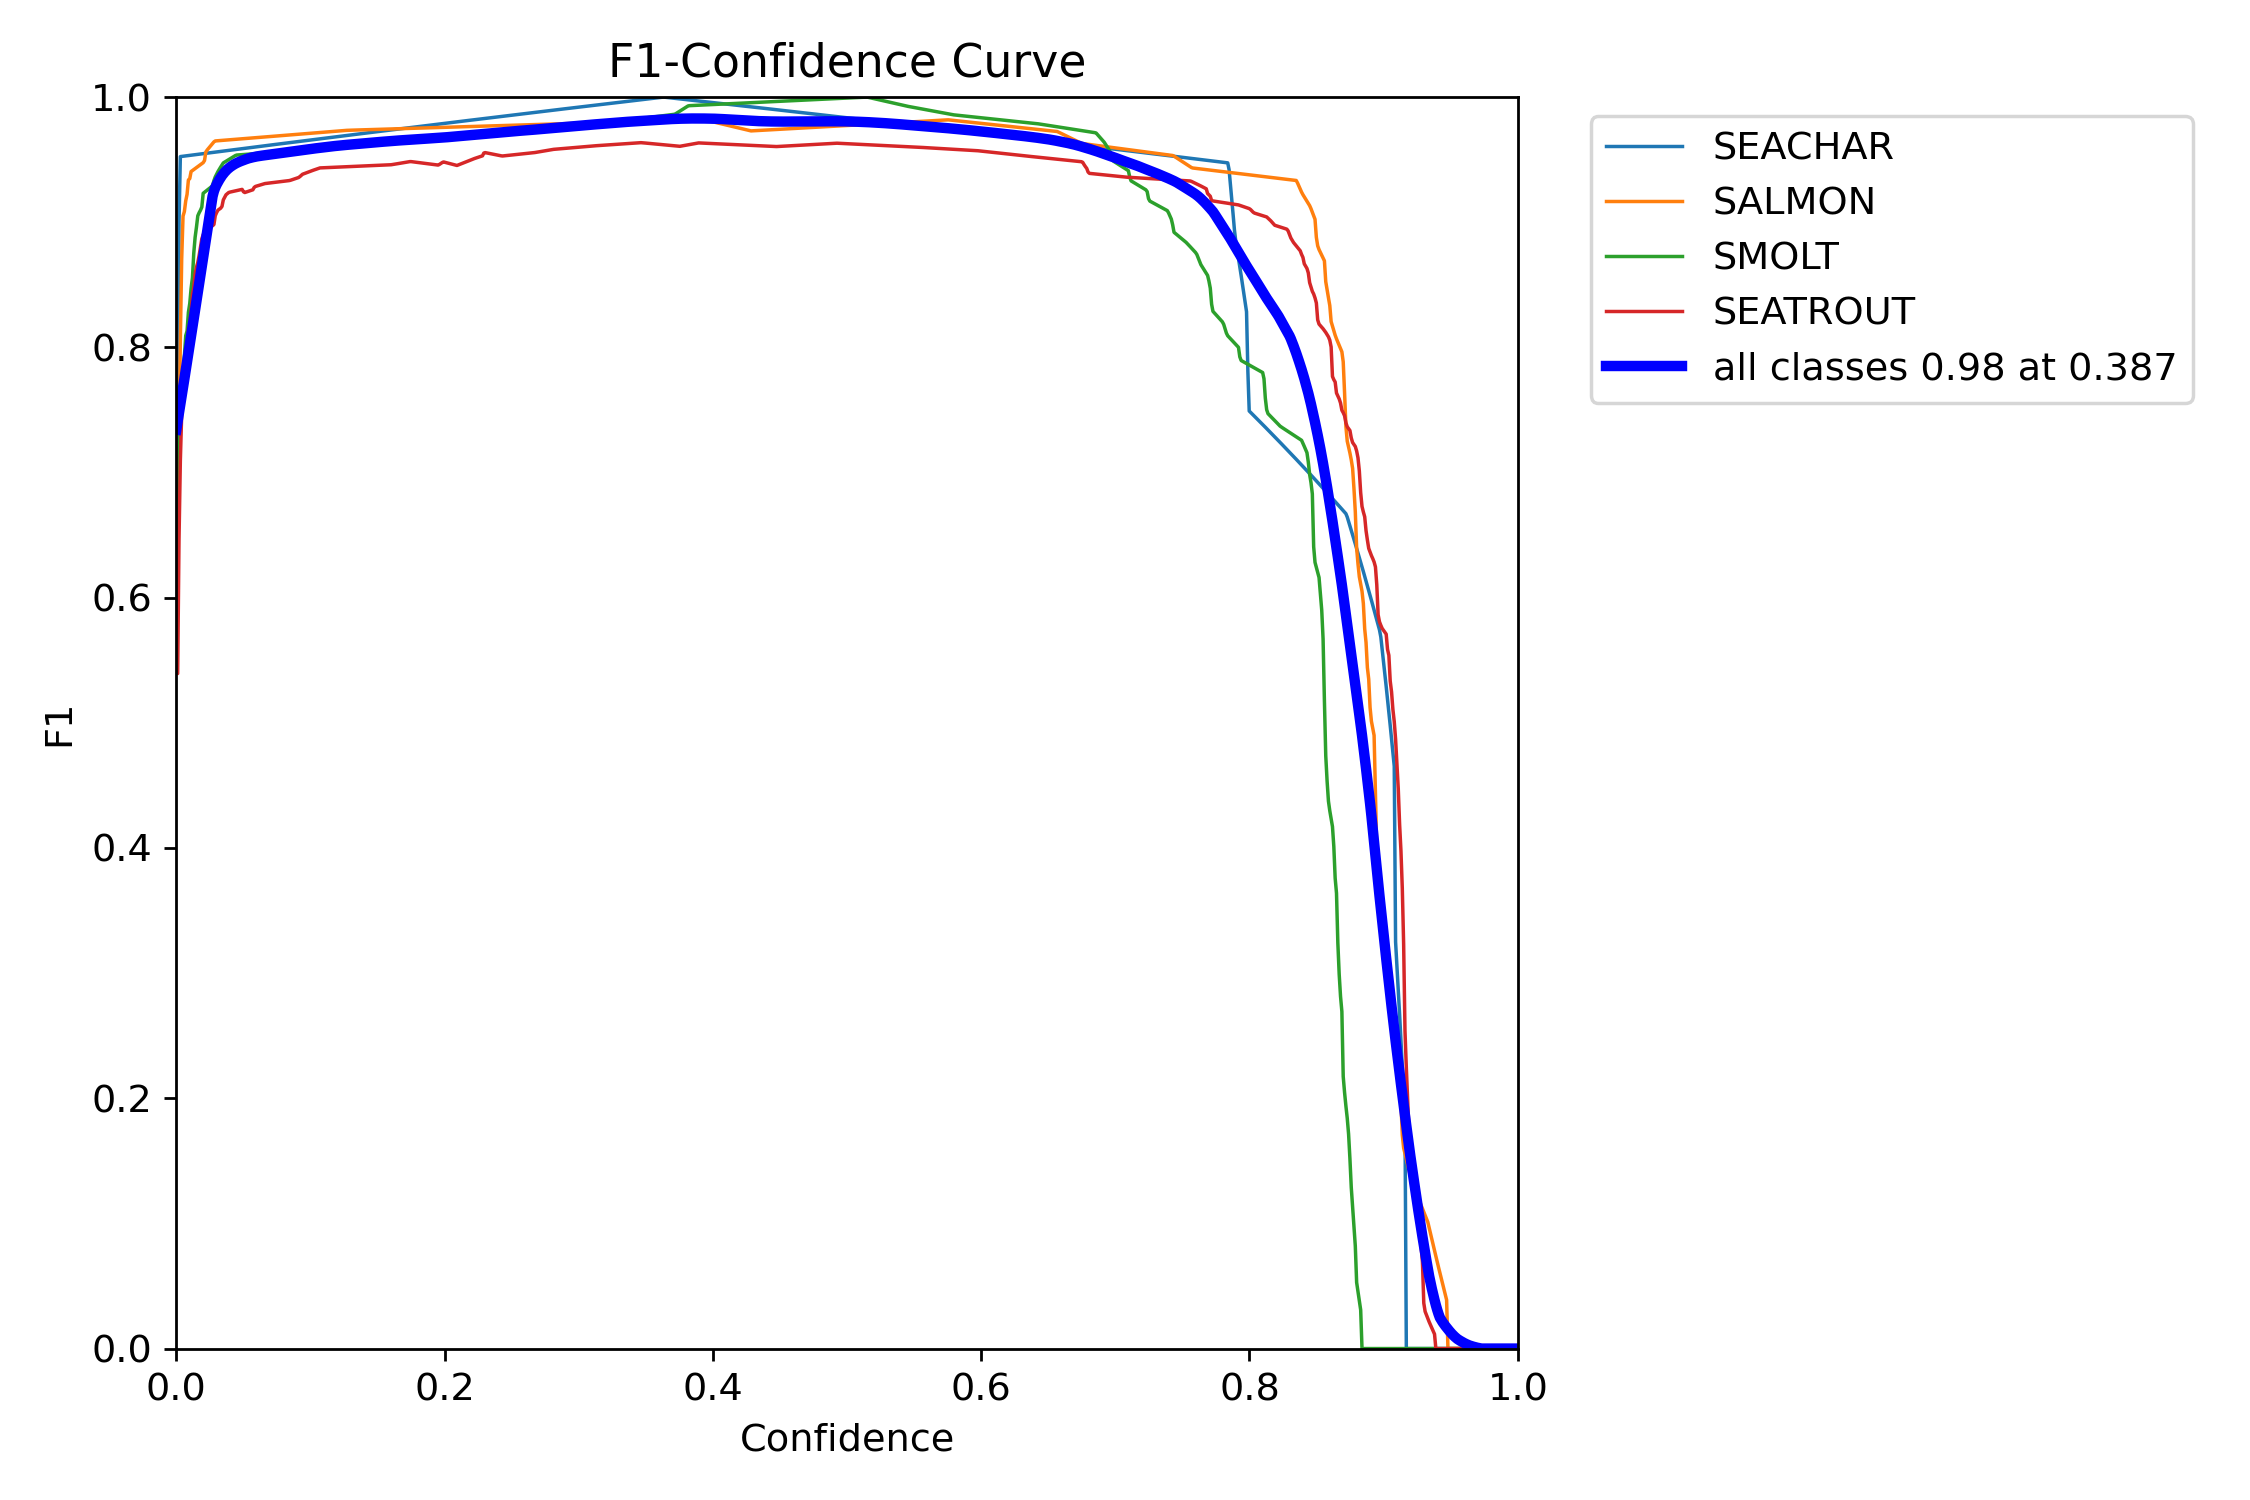 F1-Confidence Curve
1.0
0.8
0.6
0.4
0.2
0.0
F1
0.0 0.2 0.4 0.6 0.8 1.0
Confidence
SEACHAR
SALMON
SMOLT
SEATROUT
all classes 0.98 at 0.387